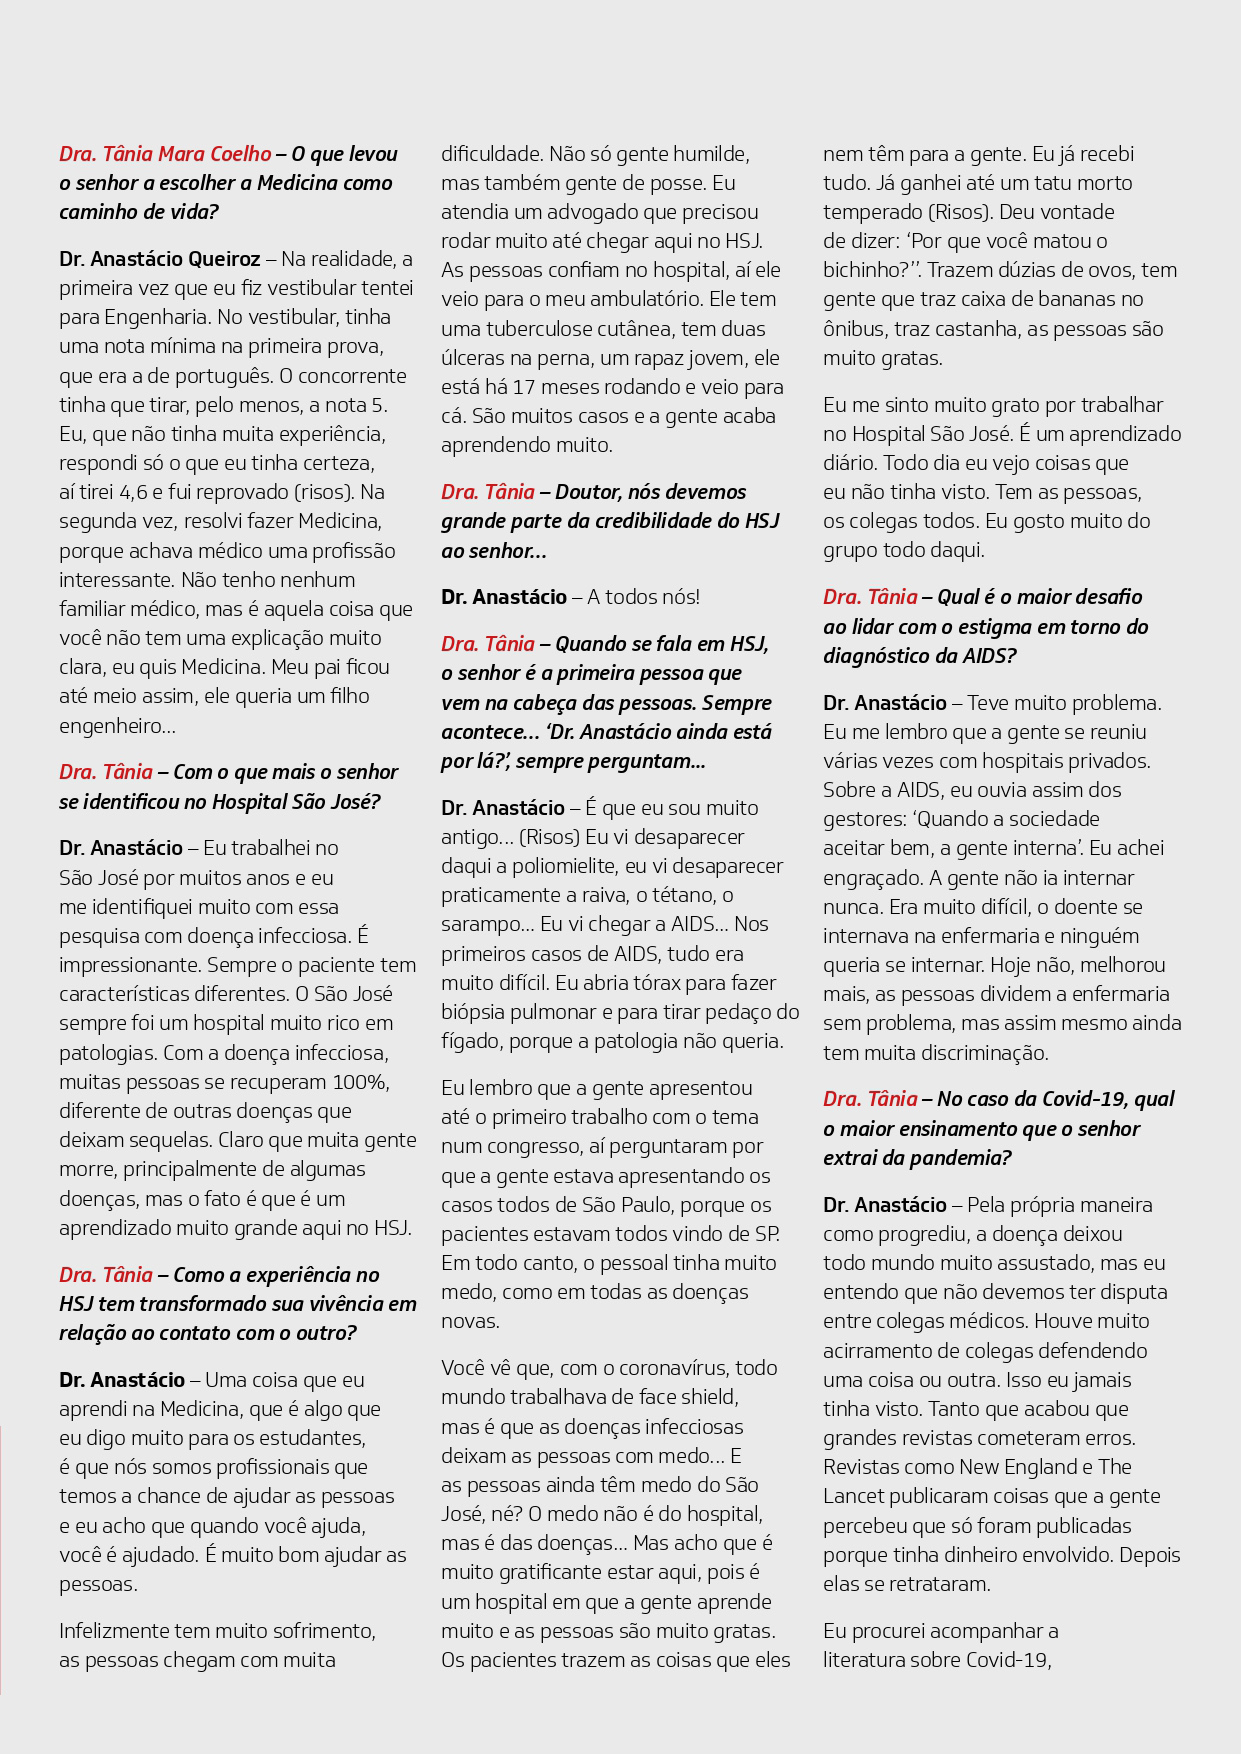 Dra. Tânia Mara Coelho – O que levou
o senhor a escolher a Medicina como
caminho de vida?
Dr. Anastácio Queiroz – Na realidade, a
primeira vez que eu fiz vestibular tentei
para Engenharia. No vestibular, tinha
uma nota mínima na primeira prova,
que era a de português. O concorrente
tinha que tirar, pelo menos, a nota 5.
Eu, que não tinha muita experiência,
respondi só o que eu tinha certeza,
aí tirei 4,6 e fui reprovado (risos). Na
segunda vez, resolvi fazer Medicina,
porque achava médico uma profissão
interessante. Não tenho nenhum
familiar médico, mas é aquela coisa que
você não tem uma explicação muito
clara, eu quis Medicina. Meu pai ficou
até meio assim, ele queria um filho
engenheiro...
Dra. Tânia – Com o que mais o senhor
se identificou no Hospital São José?
Dr. Anastácio – Eu trabalhei no
São José por muitos anos e eu
me identifiquei muito com essa
pesquisa com doença infecciosa. É
impressionante. Sempre o paciente tem
características diferentes. O São José
sempre foi um hospital muito rico em
patologias. Com a doença infecciosa,
muitas pessoas se recuperam 100%,
diferente de outras doenças que
deixam sequelas. Claro que muita gente
morre, principalmente de algumas
doenças, mas o fato é que é um
aprendizado muito grande aqui no HSJ.
Dra. Tânia – Como a experiência no
HSJ tem transformado sua vivência em
relação ao contato com o outro?
Dr. Anastácio – Uma coisa que eu
aprendi na Medicina, que é algo que
eu digo muito para os estudantes,
é que nós somos profissionais que
temos a chance de ajudar as pessoas
e eu acho que quando você ajuda,
você é ajudado. É muito bom ajudar as
pessoas.
Infelizmente tem muito sofrimento,
as pessoas chegam com muita
dificuldade. Não só gente humilde,
mas também gente de posse. Eu
atendia um advogado que precisou
rodar muito até chegar aqui no HSJ.
As pessoas confiam no hospital, aí ele
veio para o meu ambulatório. Ele tem
uma tuberculose cutânea, tem duas
úlceras na perna, um rapaz jovem, ele
está há 17 meses rodando e veio para
cá. São muitos casos e a gente acaba
aprendendo muito.
Dra. Tânia – Doutor, nós devemos
grande parte da credibilidade do HSJ
ao senhor...
Dr. Anastácio – A todos nós!
Dra. Tânia – Quando se fala em HSJ,
o senhor é a primeira pessoa que
vem na cabeça das pessoas. Sempre
acontece... ‘Dr. Anastácio ainda está
por lá?’, sempre perguntam...
Dr. Anastácio – É que eu sou muito
antigo... (Risos) Eu vi desaparecer
daqui a poliomielite, eu vi desaparecer
praticamente a raiva, o tétano, o
sarampo... Eu vi chegar a AIDS... Nos
primeiros casos de AIDS, tudo era
muito difícil. Eu abria tórax para fazer
biópsia pulmonar e para tirar pedaço do
fígado, porque a patologia não queria.
Eu lembro que a gente apresentou
até o primeiro trabalho com o tema
num congresso, aí perguntaram por
que a gente estava apresentando os
casos todos de São Paulo, porque os
pacientes estavam todos vindo de SP.
Em todo canto, o pessoal tinha muito
medo, como em todas as doenças
novas.
Você vê que, com o coronavírus, todo
mundo trabalhava de face shield,
mas é que as doenças infecciosas
deixam as pessoas com medo... E
as pessoas ainda têm medo do São
José, né? O medo não é do hospital,
mas é das doenças... Mas acho que é
muito gratificante estar aqui, pois é
um hospital em que a gente aprende
muito e as pessoas são muito gratas.
Os pacientes trazem as coisas que eles
nem têm para a gente. Eu já recebi
tudo. Já ganhei até um tatu morto
temperado (Risos). Deu vontade
de dizer: ‘Por que você matou o
bichinho?’’. Trazem dúzias de ovos, tem
gente que traz caixa de bananas no
ônibus, traz castanha, as pessoas são
muito gratas.
Eu me sinto muito grato por trabalhar
no Hospital São José. É um aprendizado
diário. Todo dia eu vejo coisas que
eu não tinha visto. Tem as pessoas,
os colegas todos. Eu gosto muito do
grupo todo daqui.
Dra. Tânia – Qual é o maior desafio
ao lidar com o estigma em torno do
diagnóstico da AIDS?
Dr. Anastácio – Teve muito problema.
Eu me lembro que a gente se reuniu
várias vezes com hospitais privados.
Sobre a AIDS, eu ouvia assim dos
gestores: ‘Quando a sociedade
aceitar bem, a gente interna’. Eu achei
engraçado. A gente não ia internar
nunca. Era muito difícil, o doente se
internava na enfermaria e ninguém
queria se internar. Hoje não, melhorou
mais, as pessoas dividem a enfermaria
sem problema, mas assim mesmo ainda
tem muita discriminação.
Dra. Tânia – No caso da Covid-19, qual
o maior ensinamento que o senhor
extrai da pandemia?
Dr. Anastácio – Pela própria maneira
como progrediu, a doença deixou
todo mundo muito assustado, mas eu
entendo que não devemos ter disputa
entre colegas médicos. Houve muito
acirramento de colegas defendendo
uma coisa ou outra. Isso eu jamais
tinha visto. Tanto que acabou que
grandes revistas cometeram erros.
Revistas como New England e The
Lancet publicaram coisas que a gente
percebeu que só foram publicadas
porque tinha dinheiro envolvido. Depois
elas se retrataram.
Eu procurei acompanhar a
literatura sobre Covid-19,